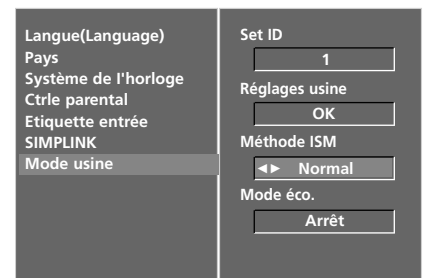 Langue(Language)
Pays
Système de l'horloge
Ctrle parental
Etiquette entrée
SIMPLINK
Mode usine
Set ID
1
Réglages usine
OK
Méthode ISM
◄► Normal
Mode éco.
Arrêt